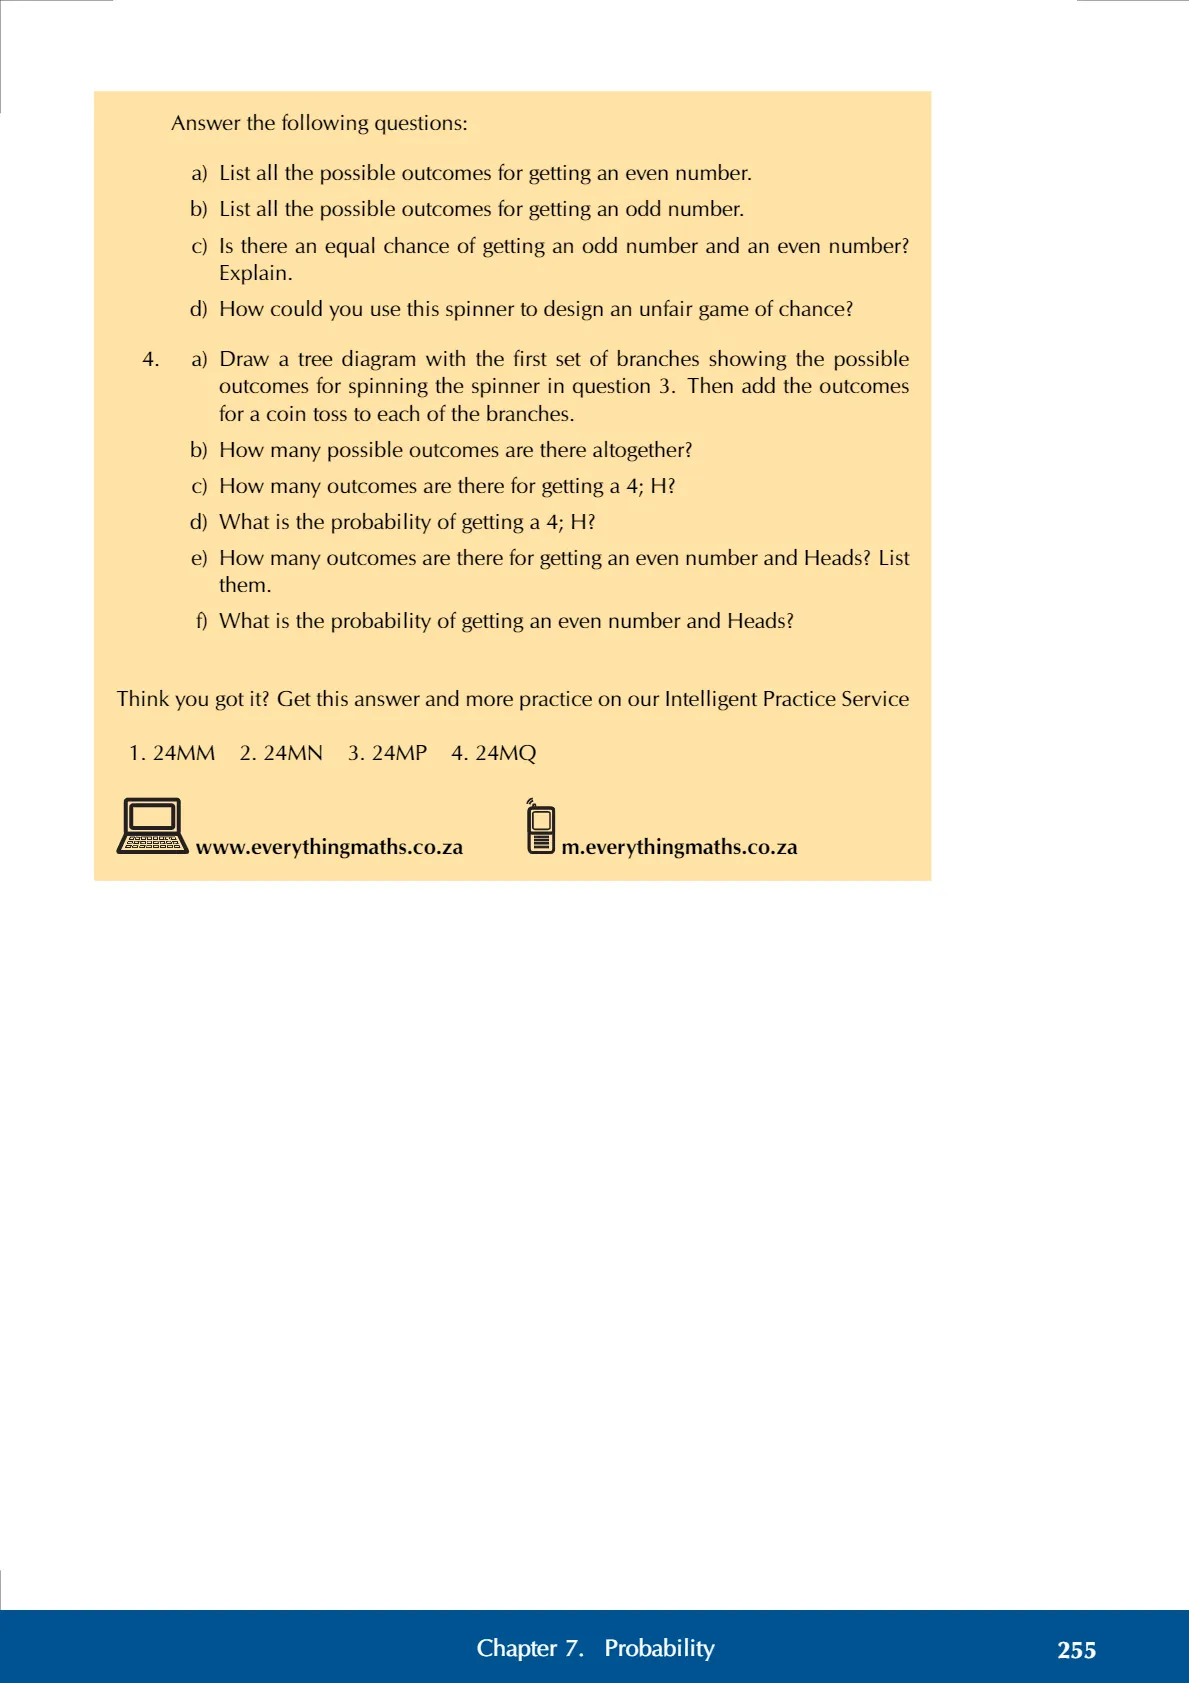 Answer the following questions:
a) List all the possible outcomes for getting an even number.
b) List all the possible outcomes for getting an odd number.
c) Is there an equal chance of getting an odd number and an even number?
Explain.
d) How could you use this spinner to design an unfair game of chance?
4. a) Draw a tree diagram with the first set of branches showing the possible
outcomes for spinning the spinner in question 3. Then add the outcomes
for a coin toss to each of the branches.
b) How many possible outcomes are there altogether?
c) How many outcomes are there for getting a 4; H?
d) What is the probability of getting a 4; H?
e) How many outcomes are there for getting an even number and Heads? List
them.
f) What is the probability of getting an even number and Heads?
Think you got it? Get this answer and more practice on our Intelligent Practice Service
1. 24MM 2. 24MN 3. 24MP 4. 24MQ
www.everythingmaths.co.za m.everythingmaths.co.za
Chapter 7. Probability 255